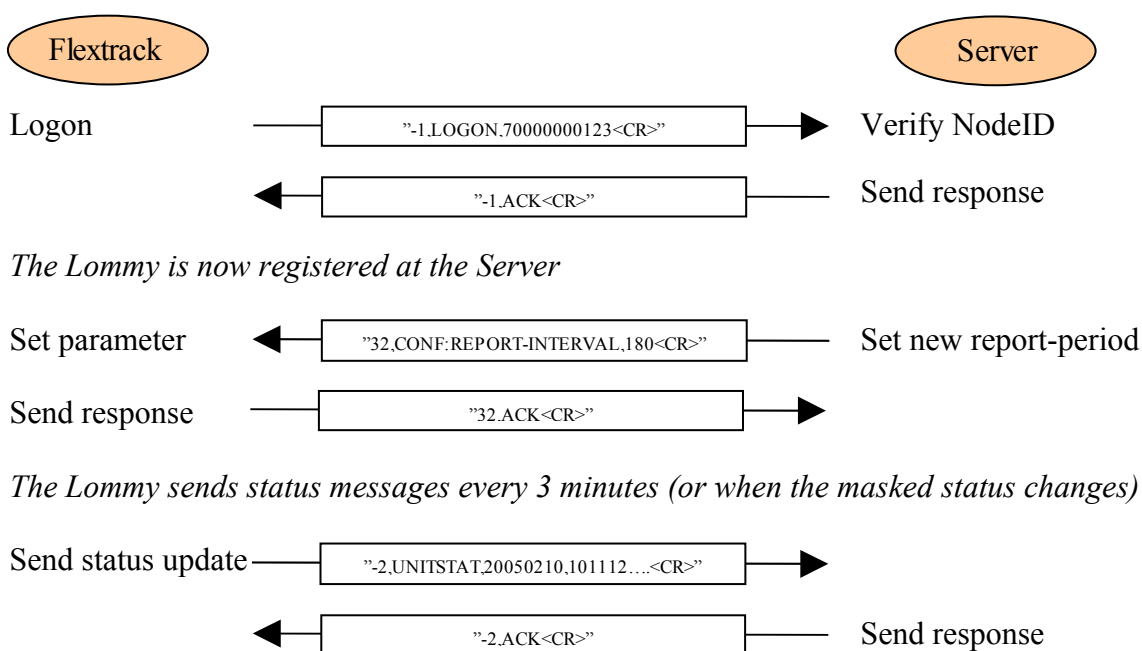 Flextrack Server
Logon "-1,LOGON,70000000123<CR>" Verify NodeID
"-1,ACK<CR>" Send response
The Lommy is now registered at the Server
Set parameter "32,CONF:REPORT-INTERVAL,180<CR>" Set new report-period
Send response "32,ACK<CR>"
The Lommy sends status messages every 3 minutes (or when the masked status changes)
Send status update "-2,UNITSTAT,20050210,101112....<CR>"
"-2,ACK<CR>" Send response